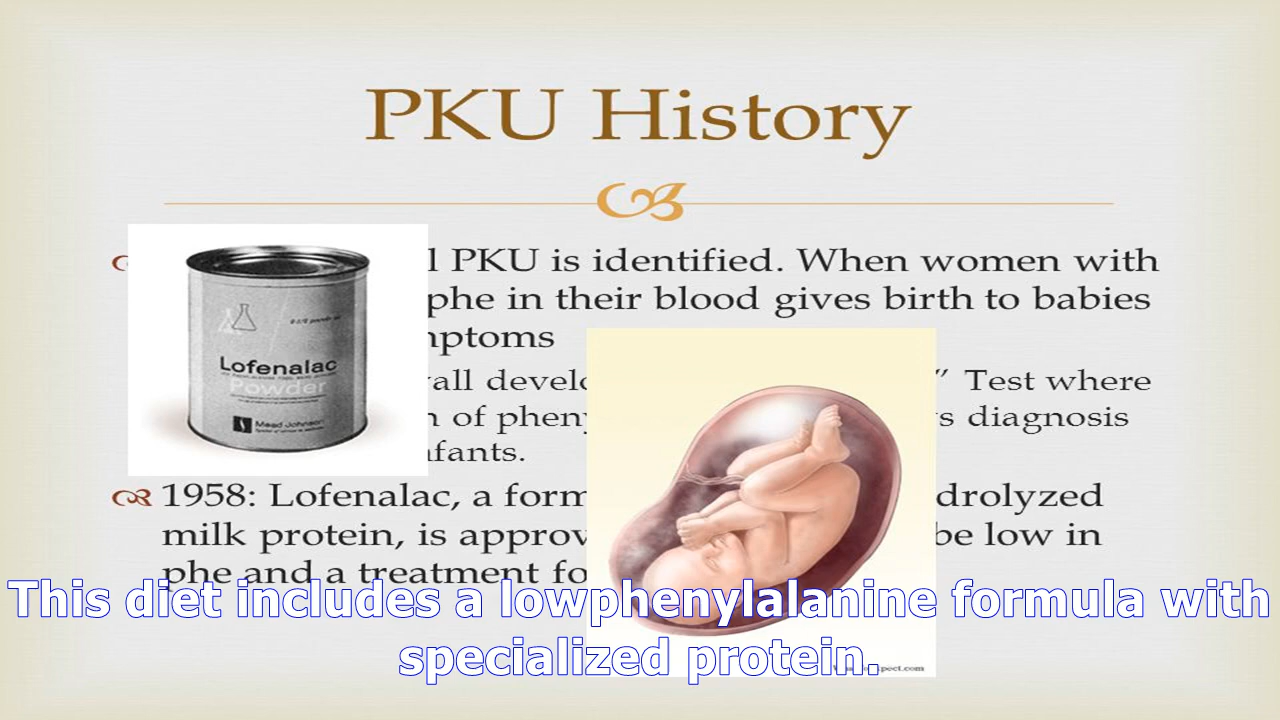 PKU History
l PKU is identified. When women with
phe in their blood gives birth to babies
mptoms
Lofenalac
Powder
Mead Johnson
all develo ” Test where
n of pheny s diagnosis
nfants.
1958: Lofenalac, a form drolyzed
milk protein, is approv be low in
phe and a treatment fo
This diet includes a lowphenylalanine formula with
specialized protein.